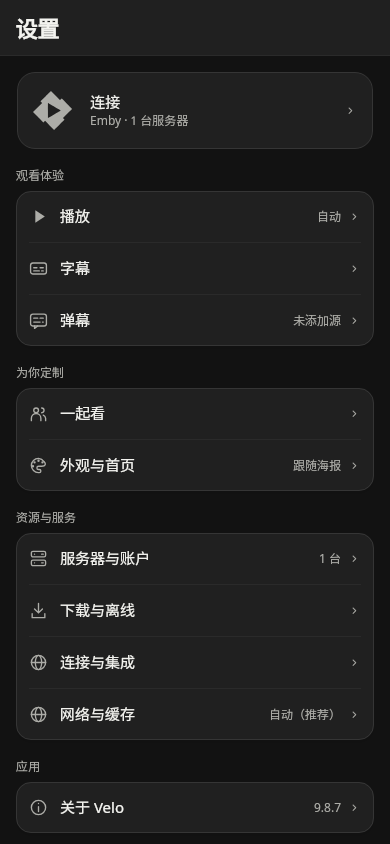 设置
连接
Emby · 1 台服务器
观看体验
播放 自动
字幕
弹幕 未添加源
为你定制
一起看
外观与首页 跟随海报
资源与服务
服务器与账户 1 台
下载与离线
连接与集成
网络与缓存 自动（推荐）
应用
关于 Velo 9.8.7